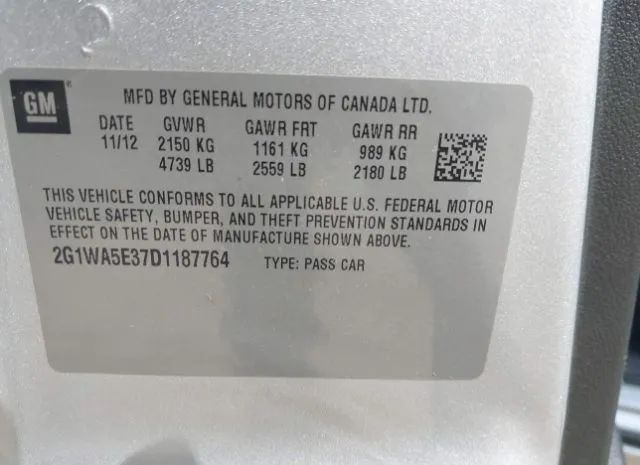 GM®
MFD BY GENERAL MOTORS OF CANADA LTD.
DATE GVWR GAWR FRT GAWR RR
11/12 2150 KG 1161 KG 989 KG
4739 LB 2559 LB 2180 LB
THIS VEHICLE CONFORMS TO ALL APPLICABLE U.S. FEDERAL MOTOR
VEHICLE SAFETY, BUMPER, AND THEFT PREVENTION STANDARDS IN
EFFECT ON THE DATE OF MANUFACTURE SHOWN ABOVE.
2G1WA5E37D1187764 TYPE: PASS CAR